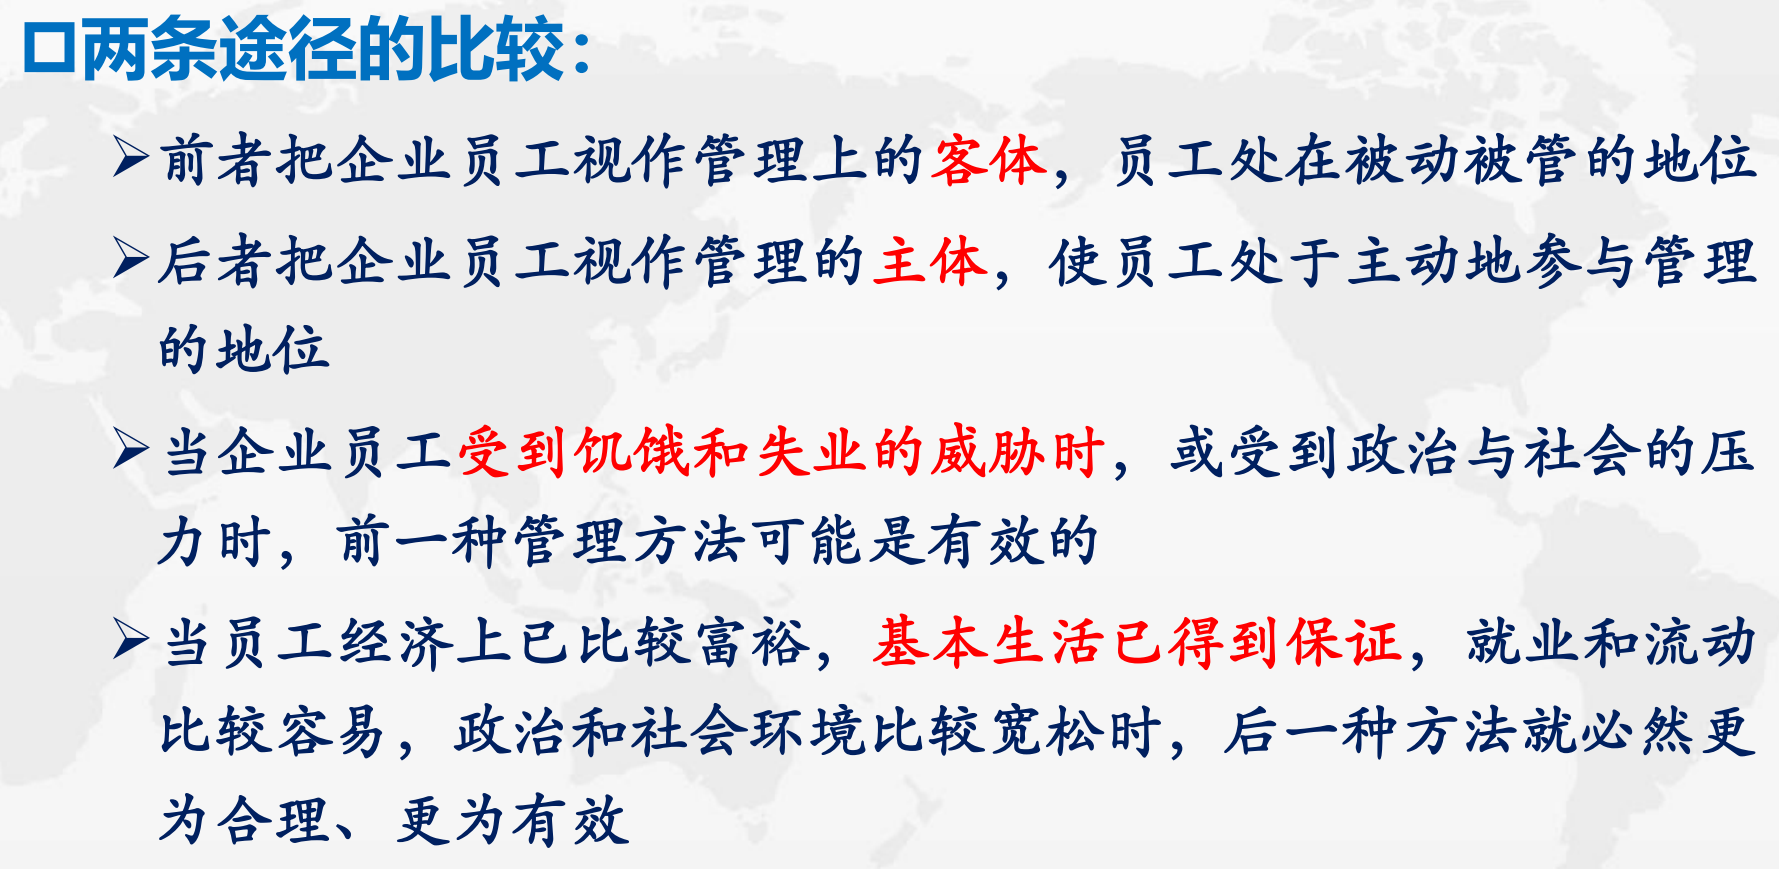 两条途径的比较：
前者把企业员工视作管理上的客体，员工处在被动被管的地位
后者把企业员工视作管理的主体，使员工处于主动地参与管理
的地位
当企业员工受到饥饿和失业的威胁时，或受到政治与社会的压
力时，前一种管理方法可能是有效的
当员工经济上已比较富裕，基本生活已得到保证，就业和流动
比较容易，政治和社会环境比较宽松时，后一种方法就必然更
为合理、更为有效